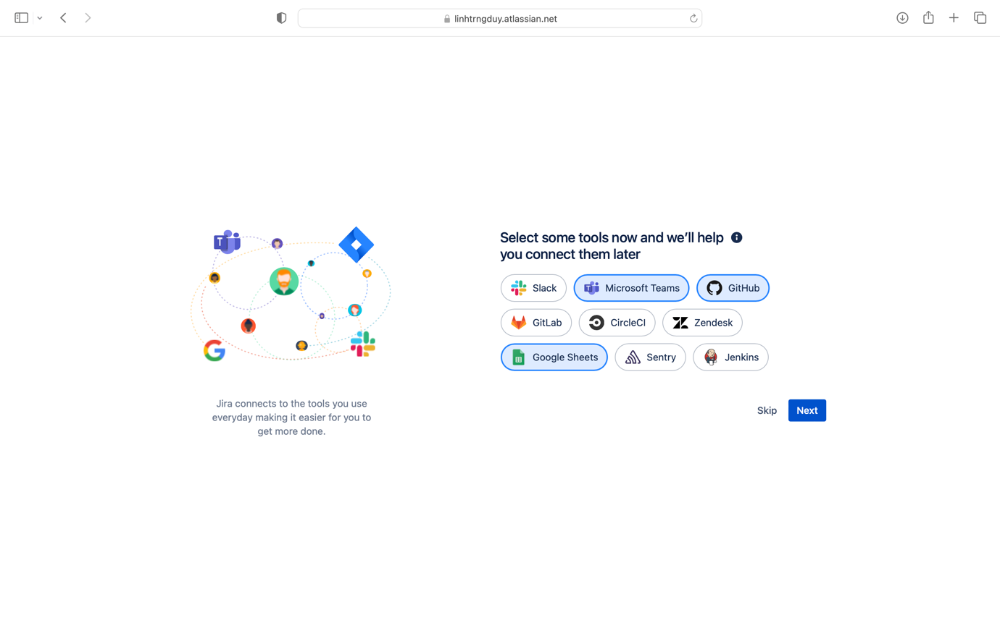 linhtrngduy.atlassian.net
Select some tools now and we'll help
you connect them later
Slack
Microsoft Teams
GitHub
GitLab
CircleCI
Zendesk
Google Sheets
Sentry
Jenkins
Jira connects to the tools you use
everyday making it easier for you to
get more done.
Skip
Next